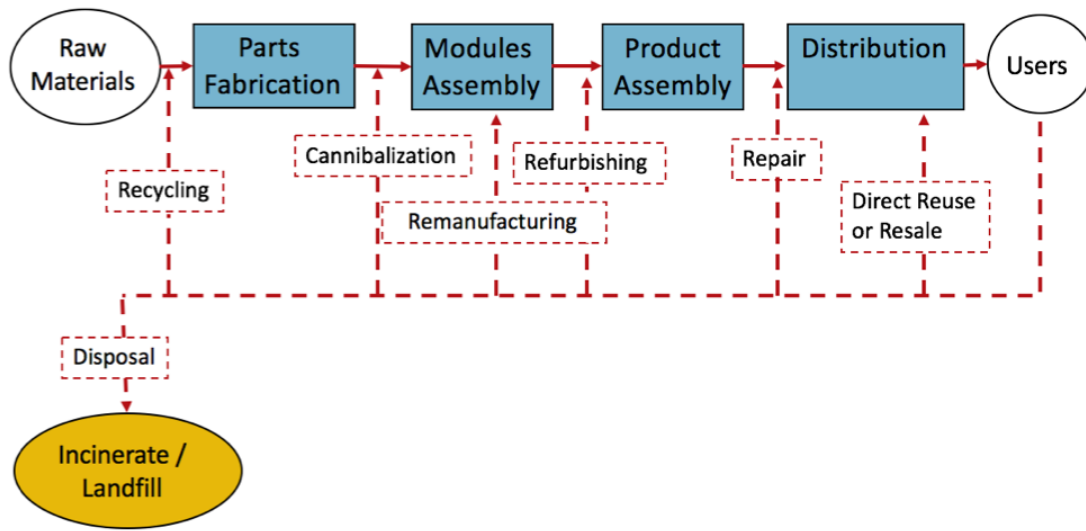 Raw
Materials
Parts
Fabrication
Modules
Assembly
Product
Assembly
Distribution
Users
Recycling
Cannibalization
Remanufacturing
Refurbishing
Repair
Direct Reuse
or Resale
Disposal
Incinerate /
Landfill